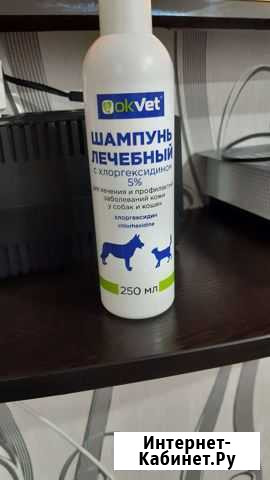 okvet
ШАМПУНЬ
ЛЕЧЕБНЫЙ
с хлоргексидином
5%
для лечения и профилактики
заболеваний кожи
у собак и кошек
хлоргексидин
chlorhexidine
250 мл
Интернет-
Кабинет.Ру